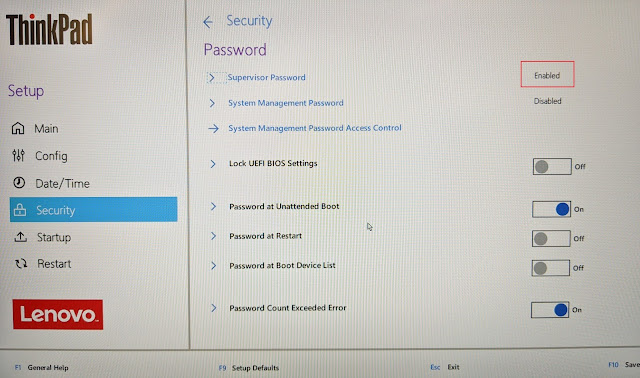 ThinkPad
Setup
Main
Config
Date/Time
Security
Startup
Restart
Lenovo
Security
Password
Supervisor Password Enabled
System Management Password Disabled
System Management Password Access Control
Lock UEFI BIOS Settings Off
Password at Unattended Boot On
Password at Restart Off
Password at Boot Device List Off
Password Count Exceeded Error On
F1 General Help F9 Setup Defaults Esc Exit F10 Save